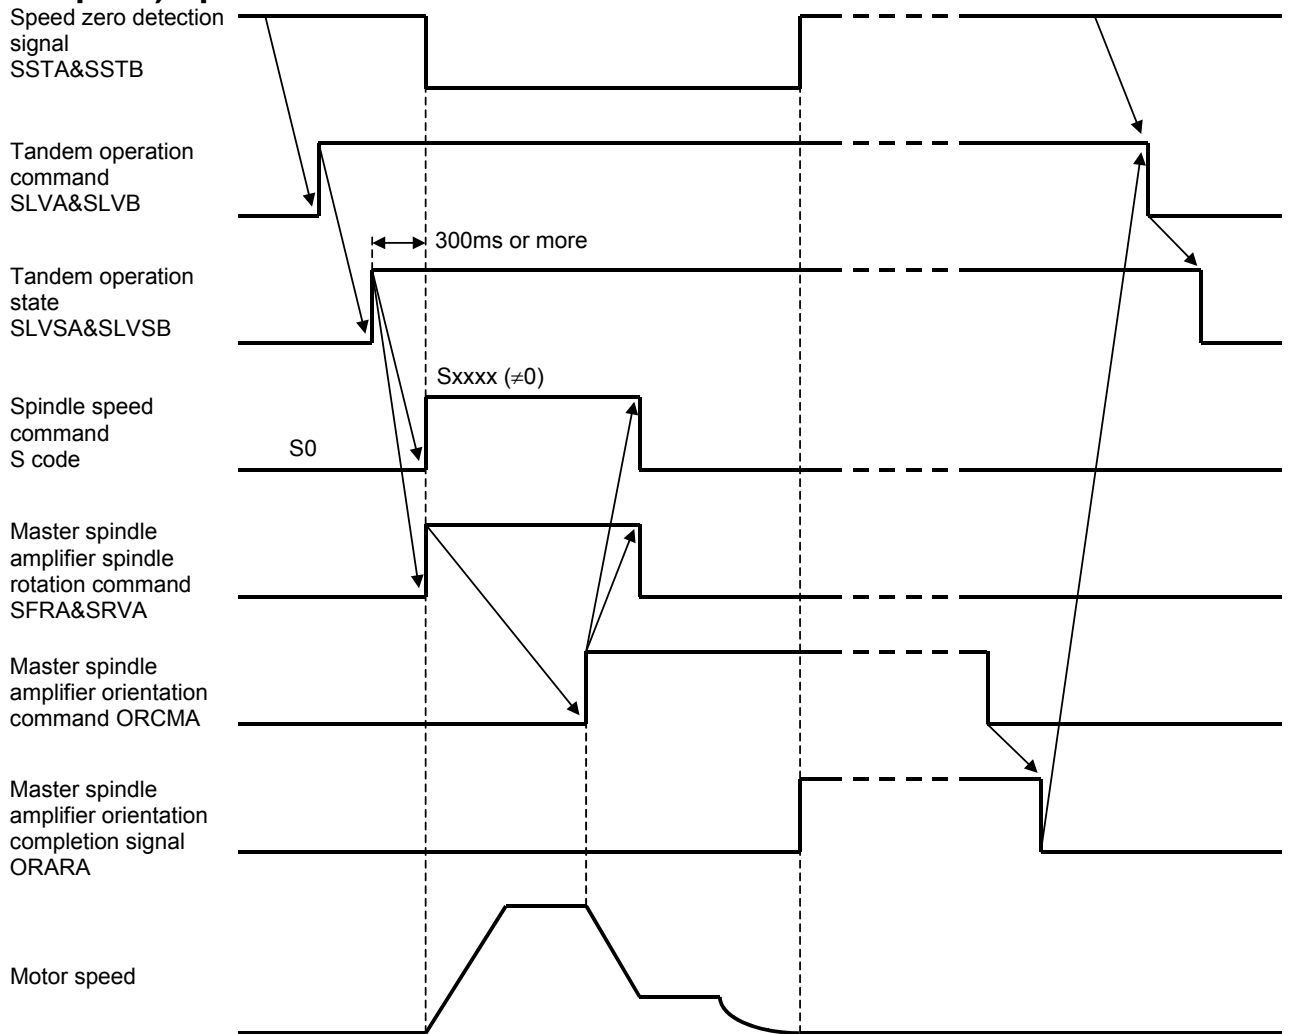 Speed zero detection
signal
SSTA&SSTB
Tandem operation
command
SLVA&SLVB
300ms or more
Tandem operation
state
SLVSA&SLVSB
Sxxxx (≠0)
Spindle speed
command
S code
S0
Master spindle
amplifier spindle
rotation command
SFRA&SRVA
Master spindle
amplifier orientation
command ORCMA
Master spindle
amplifier orientation
completion signal
ORARA
Motor speed